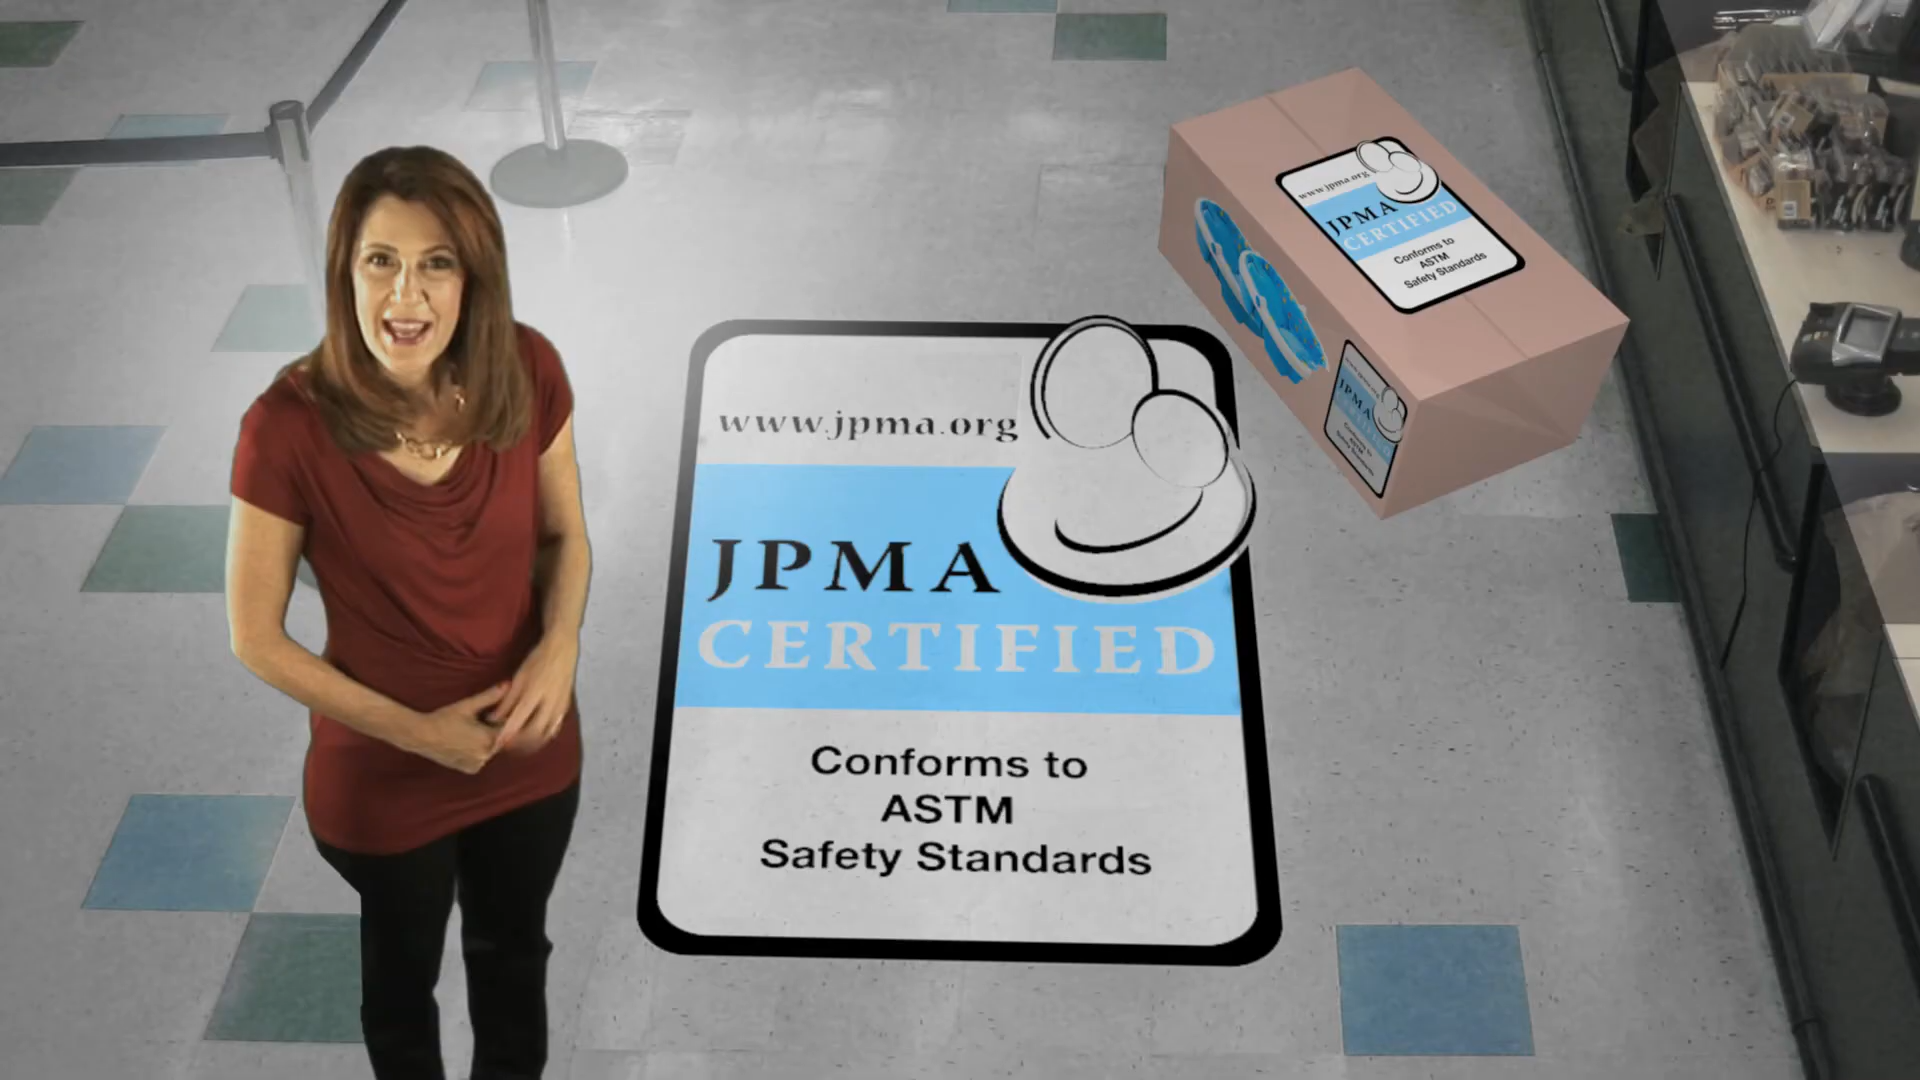 www.jpma.org
JPMA
CERTIFIED
Conforms to
ASTM
Safety Standards
www.jpma.org
JPMA
CERTIFIED
Conforms to
ASTM
Safety Standards
JPMA